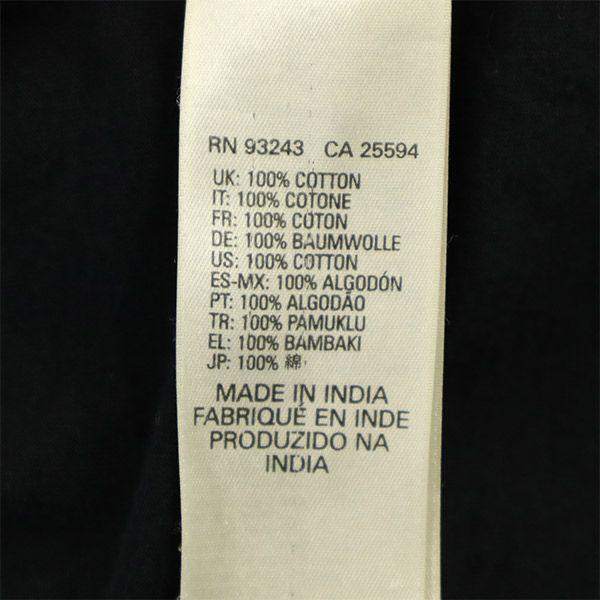 RN 93243 CA 25594
UK: 100% COTTON
IT: 100% COTONE
FR: 100% COTON
DE: 100% BAUMWOLLE
US: 100% COTTON
ES-MX: 100% ALGODÓN
PT: 100% ALGODÃO
TR: 100% PAMUKLU
EL: 100% BAMBAKI
JP: 100% 綿
MADE IN INDIA
FABRIQUÉ EN INDE
PRODUZIDO NA
INDIA